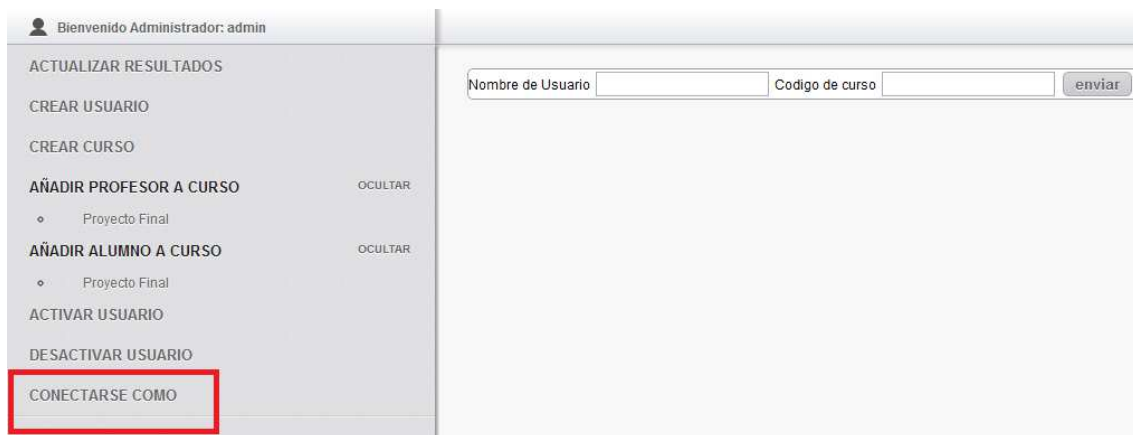 Bienvenido Administrador: admin
ACTUALIZAR RESULTADOS
CREAR USUARIO
CREAR CURSO
AÑADIR PROFESOR A CURSO OCULTAR
Proyecto Final
AÑADIR ALUMNO A CURSO OCULTAR
Proyecto Final
ACTIVAR USUARIO
DESACTIVAR USUARIO
CONECTARSE COMO
Nombre de Usuario Codigo de curso enviar